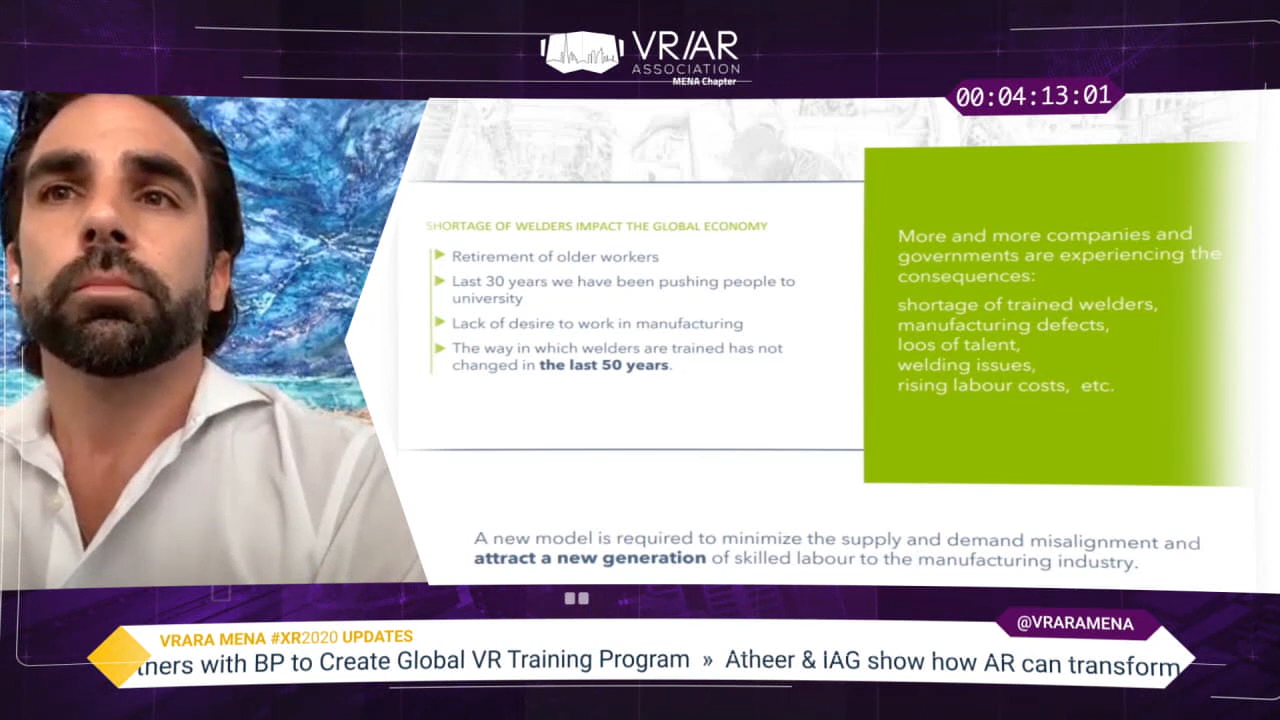 VR/AR
ASSOCIATION
MENA Chapter
00:04:13:01
SHORTAGE OF WELDERS IMPACT THE GLOBAL ECONOMY
Retirement of older workers
Last 30 years we have been pushing people to
university
Lack of desire to work in manufacturing
The way in which welders are trained has not
changed in the last 50 years.
More and more companies and
governments are experiencing the
consequences:
shortage of trained welders,
manufacturing defects,
loos of talent,
welding issues,
rising labour costs, etc.
A new model is required to minimize the supply and demand misalignment and
attract a new generation of skilled labour to the manufacturing industry.
@VRARAMENA
VRARA MENA #XR2020 UPDATES
with BP to Create Global VR Training Program » Atheer & iAG show how AR can transform